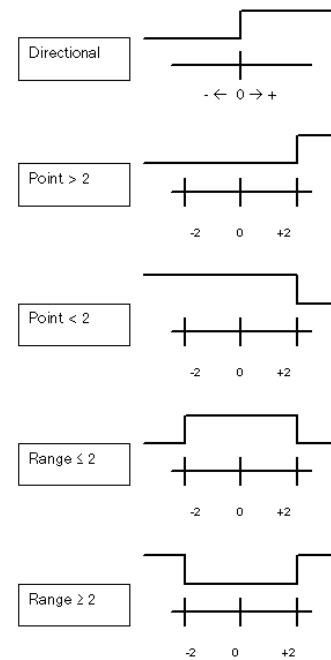 Directional
- ← 0 → +
Point > 2
-2 0 +2
Point < 2
-2 0 +2
Range ≤ 2
-2 0 +2
Range ≥ 2
-2 0 +2